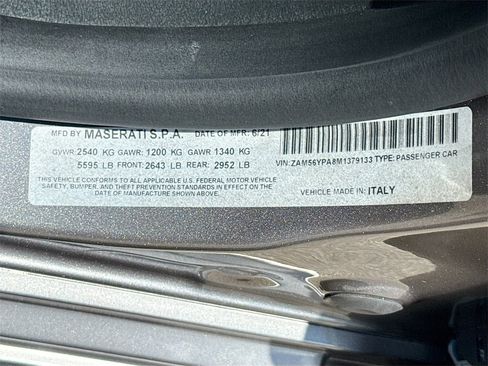 MFD BY MASERATI S.P.A. DATE OF MFR. 6/21
GVWR: 2540 KG GAWR: 1200 KG GAWR: 1340 KG
5595 LB FRONT: 2643 LB REAR: 2952 LB
THIS VEHICLE CONFORMS TO ALL APPLICABLE U.S. FEDERAL MOTOR VEHICLE
SAFETY, BUMPER, AND THEFT PREVENTION STANDARDS IN EFFECT ON THE
DATE OF MANUFACTURE SHOWN ABOVE.
VIN: ZAM56YPA8M1379133 TYPE: PASSENGER CAR
MADE IN: ITALY